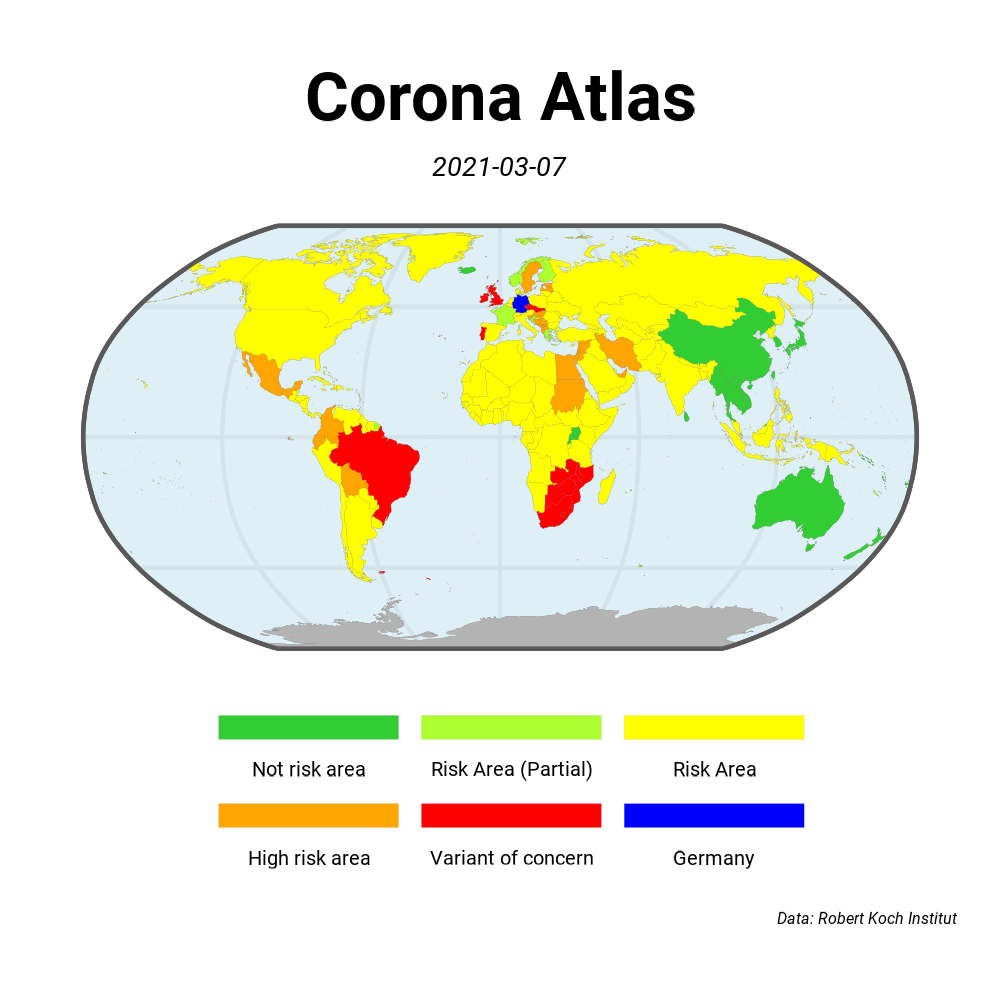 Corona Atlas
2021-03-07
Not risk area
Risk Area (Partial)
Risk Area
High risk area
Variant of concern
Germany
Data: Robert Koch Institut